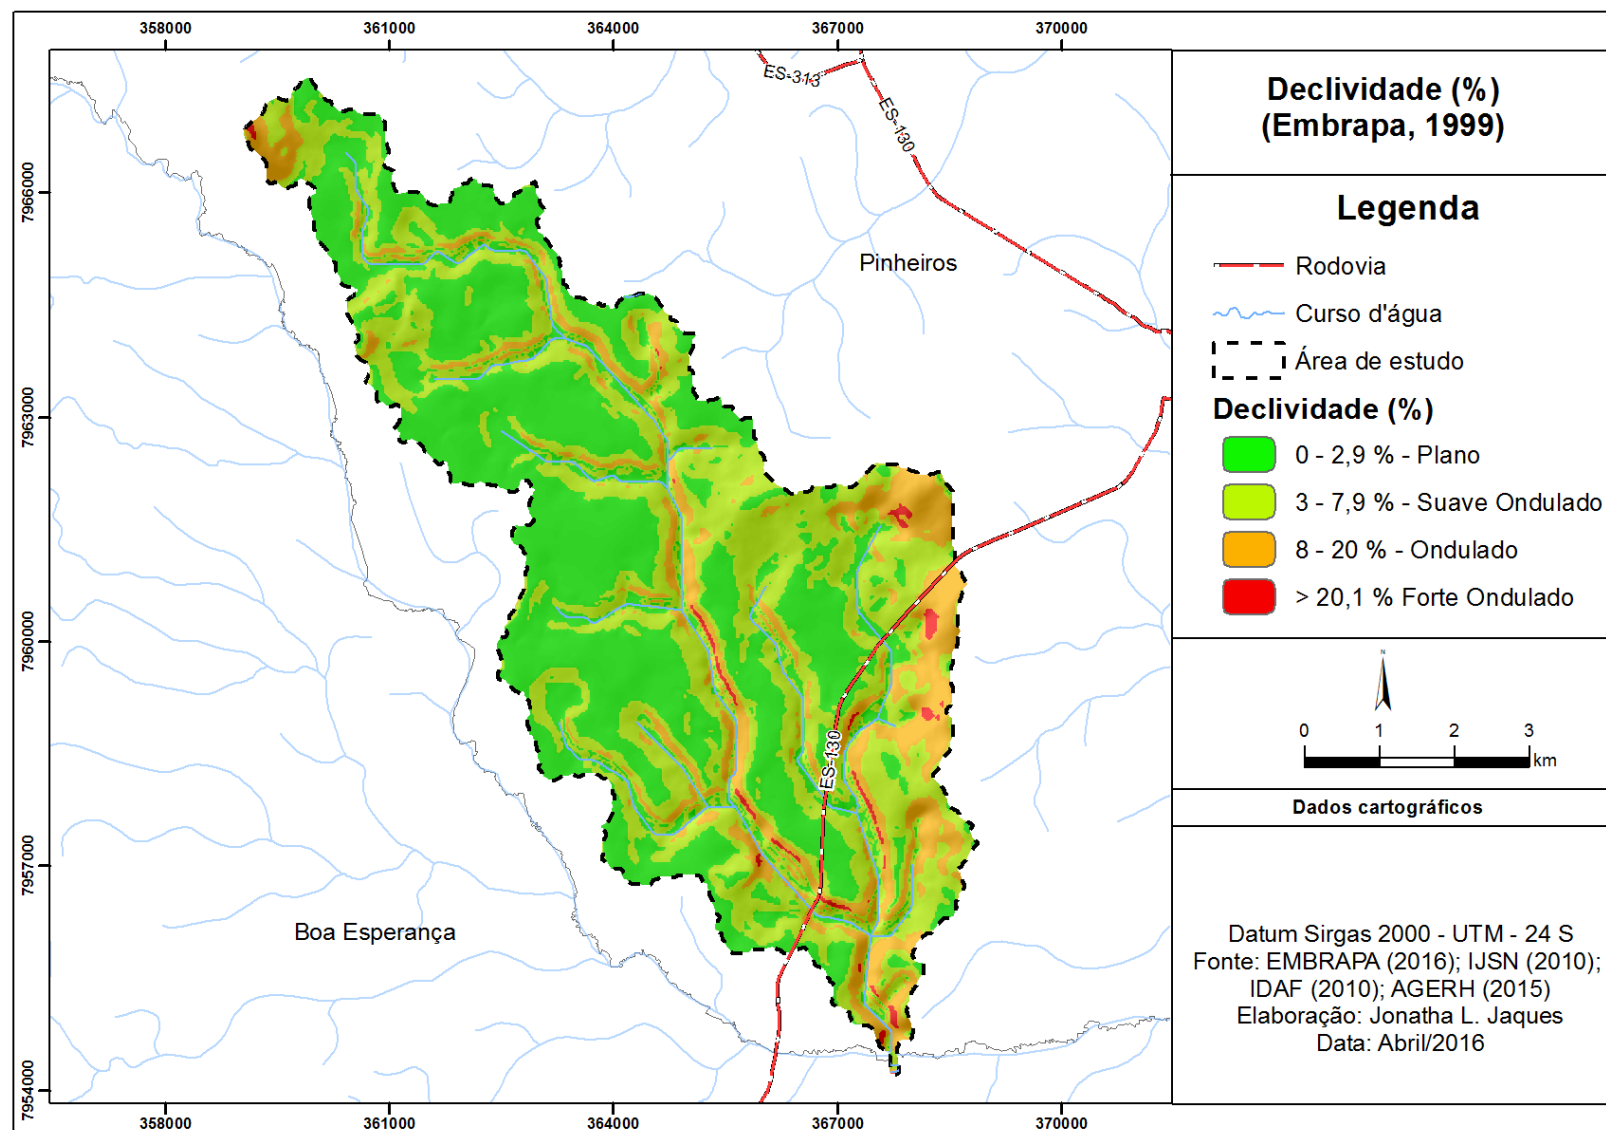 358000
361000
364000
367000
370000
ES-313
ES-130
Pinheiros
7966000
7963000
7960000
7957000
7954000
ES-130
Boa Esperança
358000
361000
364000
367000
370000
Declividade (%)
(Embrapa, 1999)
Legenda
Rodovia
Curso d'água
Área de estudo
Declividade (%)
0 - 2,9 % - Plano
3 - 7,9 % - Suave Ondulado
8 - 20 % - Ondulado
> 20,1 % Forte Ondulado
N
0 1 2 3
km
Dados cartográficos
Datum Sirgas 2000 - UTM - 24 S
Fonte: EMBRAPA (2016); IJSN (2010);
IDAF (2010); AGERH (2015)
Elaboração: Jonatha L. Jaques
Data: Abril/2016